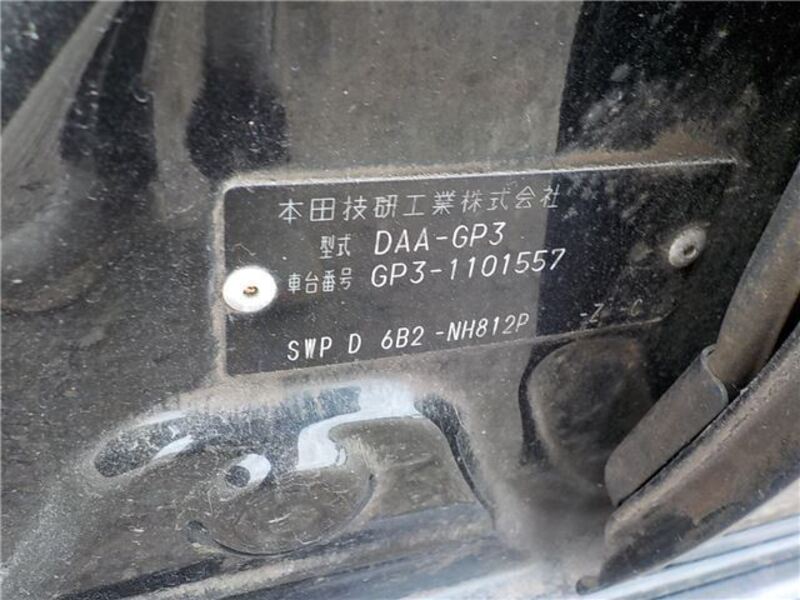 本田技研工業株式会社
型式 DAA-GP3
車台番号 GP3-1101557
SWP D 6B2-NH812P -Z--C